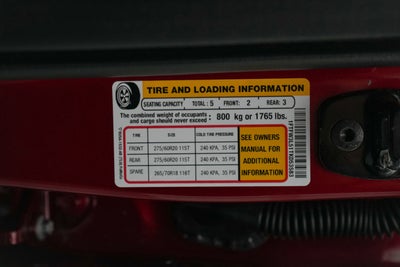 TIRE AND LOADING INFORMATION
SEATING CAPACITY TOTAL : 5 FRONT: 2 REAR: 3
The combined weight of occupants and cargo should never exceed : 800 kg or 1765 lbs.
TIRE SIZE COLD TIRE PRESSURE
FRONT 275/60R20 115T 240 KPA, 35 PSI
REAR 275/60R20 115T 240 KPA, 35 PSI
SPARE 265/70R18 116T 240 KPA, 35 PSI
SEE OWNERS
MANUAL FOR
ADDITIONAL
INFORMATION